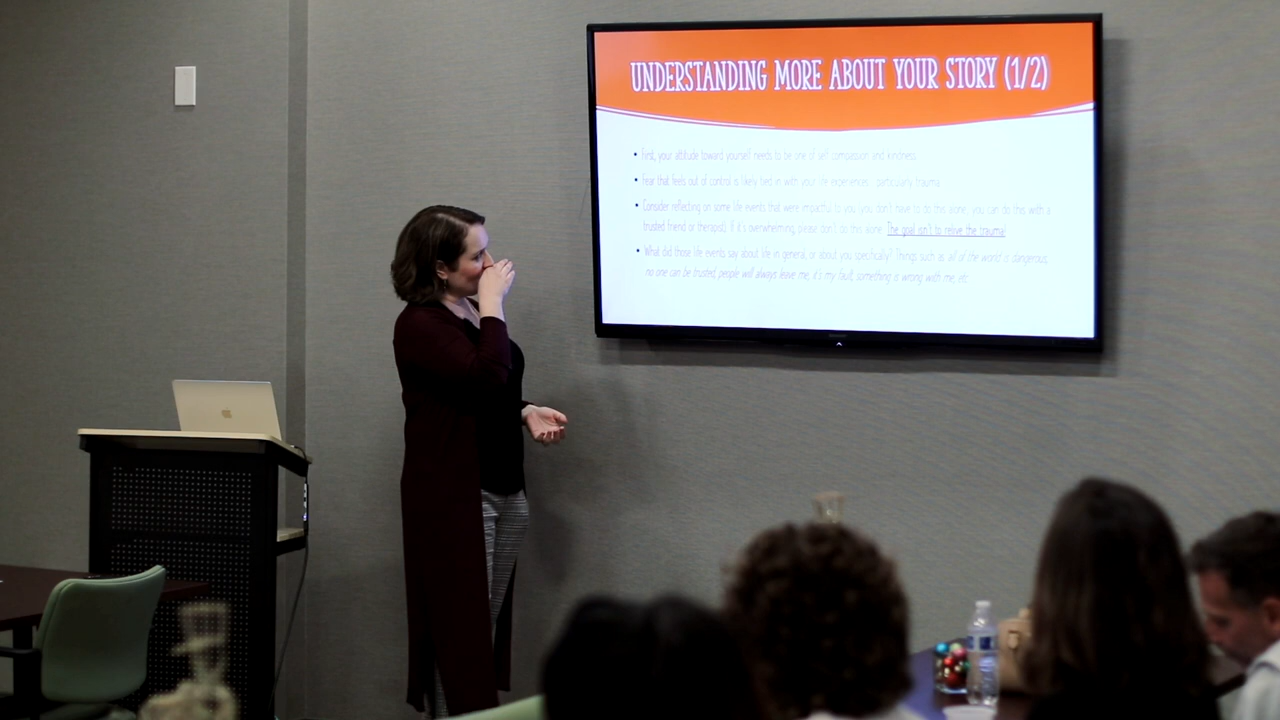 UNDERSTANDING MORE ABOUT YOUR STORY (1/2)
• First, your attitude toward yourself needs to be one of self compassion and kindness.
• Fear that feels out of control is likely tied in with your life experiences... particularly trauma.
• Consider reflecting on some life events that were impactful to you (you don't have to do this alone, you can do this with a
trusted friend or therapist). If it's overwhelming, please don't do this alone. The goal isn't to relive the trauma!
• What did those life events say about life in general, or about you specifically? Things such as: all of the world is dangerous,
no one can be trusted, people will always leave me, it's my fault, something is wrong with me, etc.